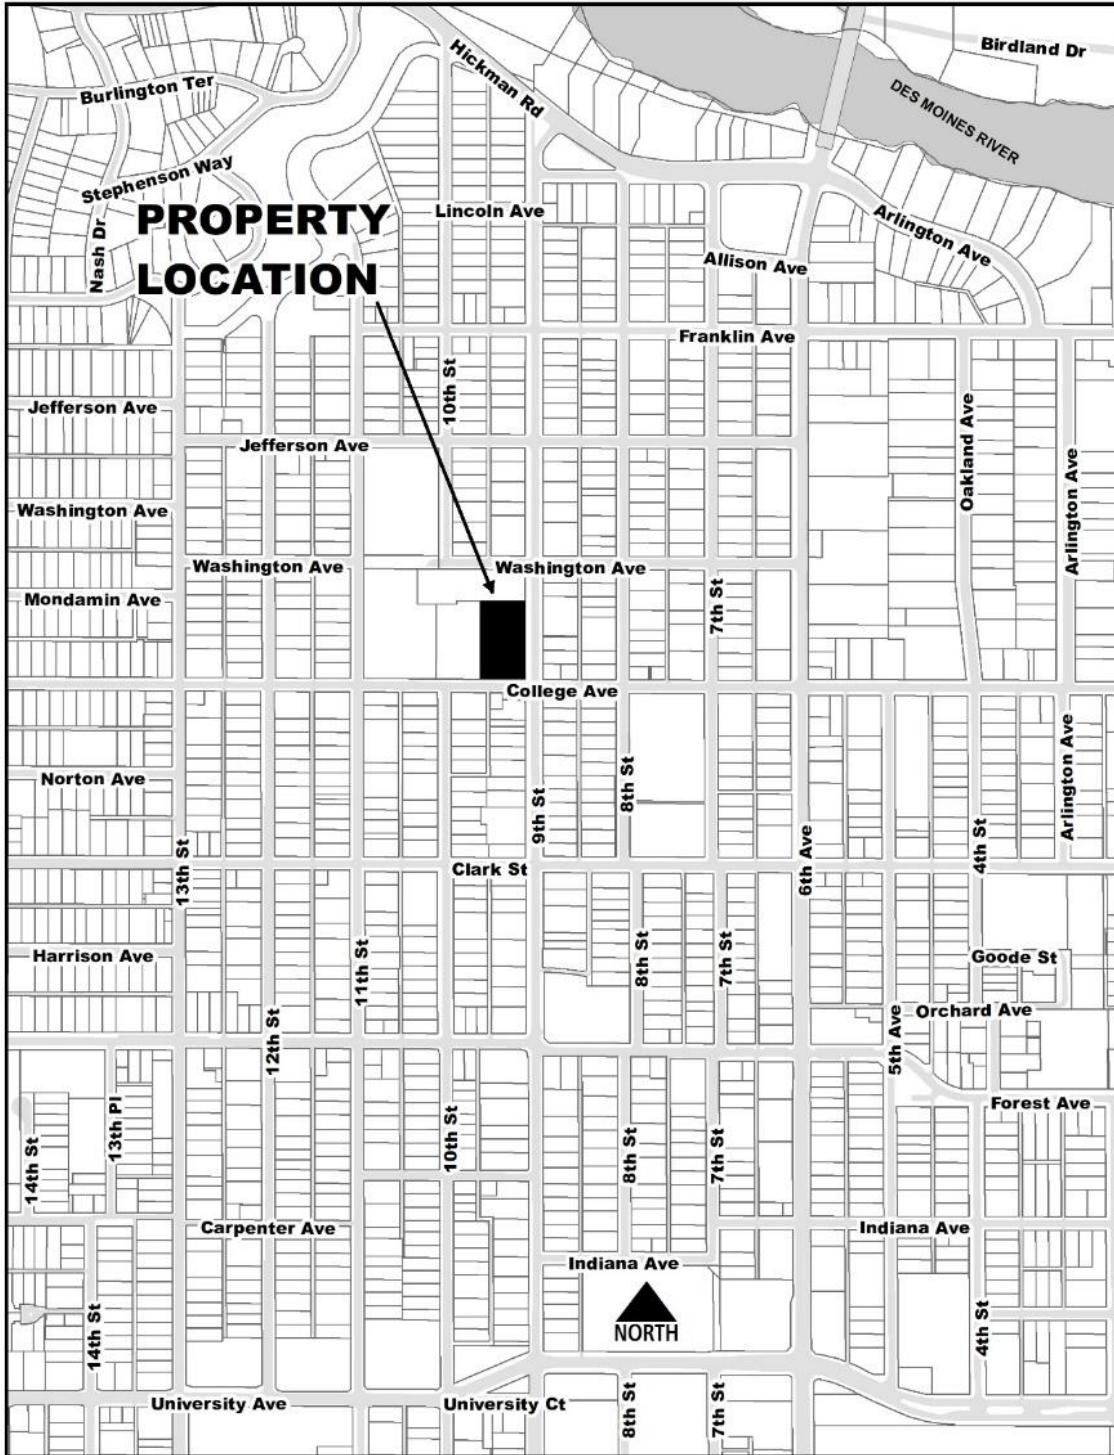 Birdland Dr
Hickman Rd
Burlington Ter
DES MOINES RIVER
Stephenson Way
PROPERTY
LOCATION
Lincoln Ave
Arlington Ave
Nash Dr
Allison Ave
Franklin Ave
10th St
Jefferson Ave
Oakland Ave
Jefferson Ave
Arlington Ave
Washington Ave
Washington Ave
Washington Ave
Mondamin Ave
7th St
College Ave
Norton Ave
8th St
Arlington Ave
9th St
4th St
6th Ave
13th St
Clark St
Harrison Ave
11th St
8th St
7th St
Goode St
Orchard Ave
12th St
5th Ave
13th Pl
10th St
Forest Ave
14th St
8th St
7th St
Carpenter Ave
Indiana Ave
Indiana Ave
NORTH
14th St
4th St
University Ave
University Ct
8th St
7th St